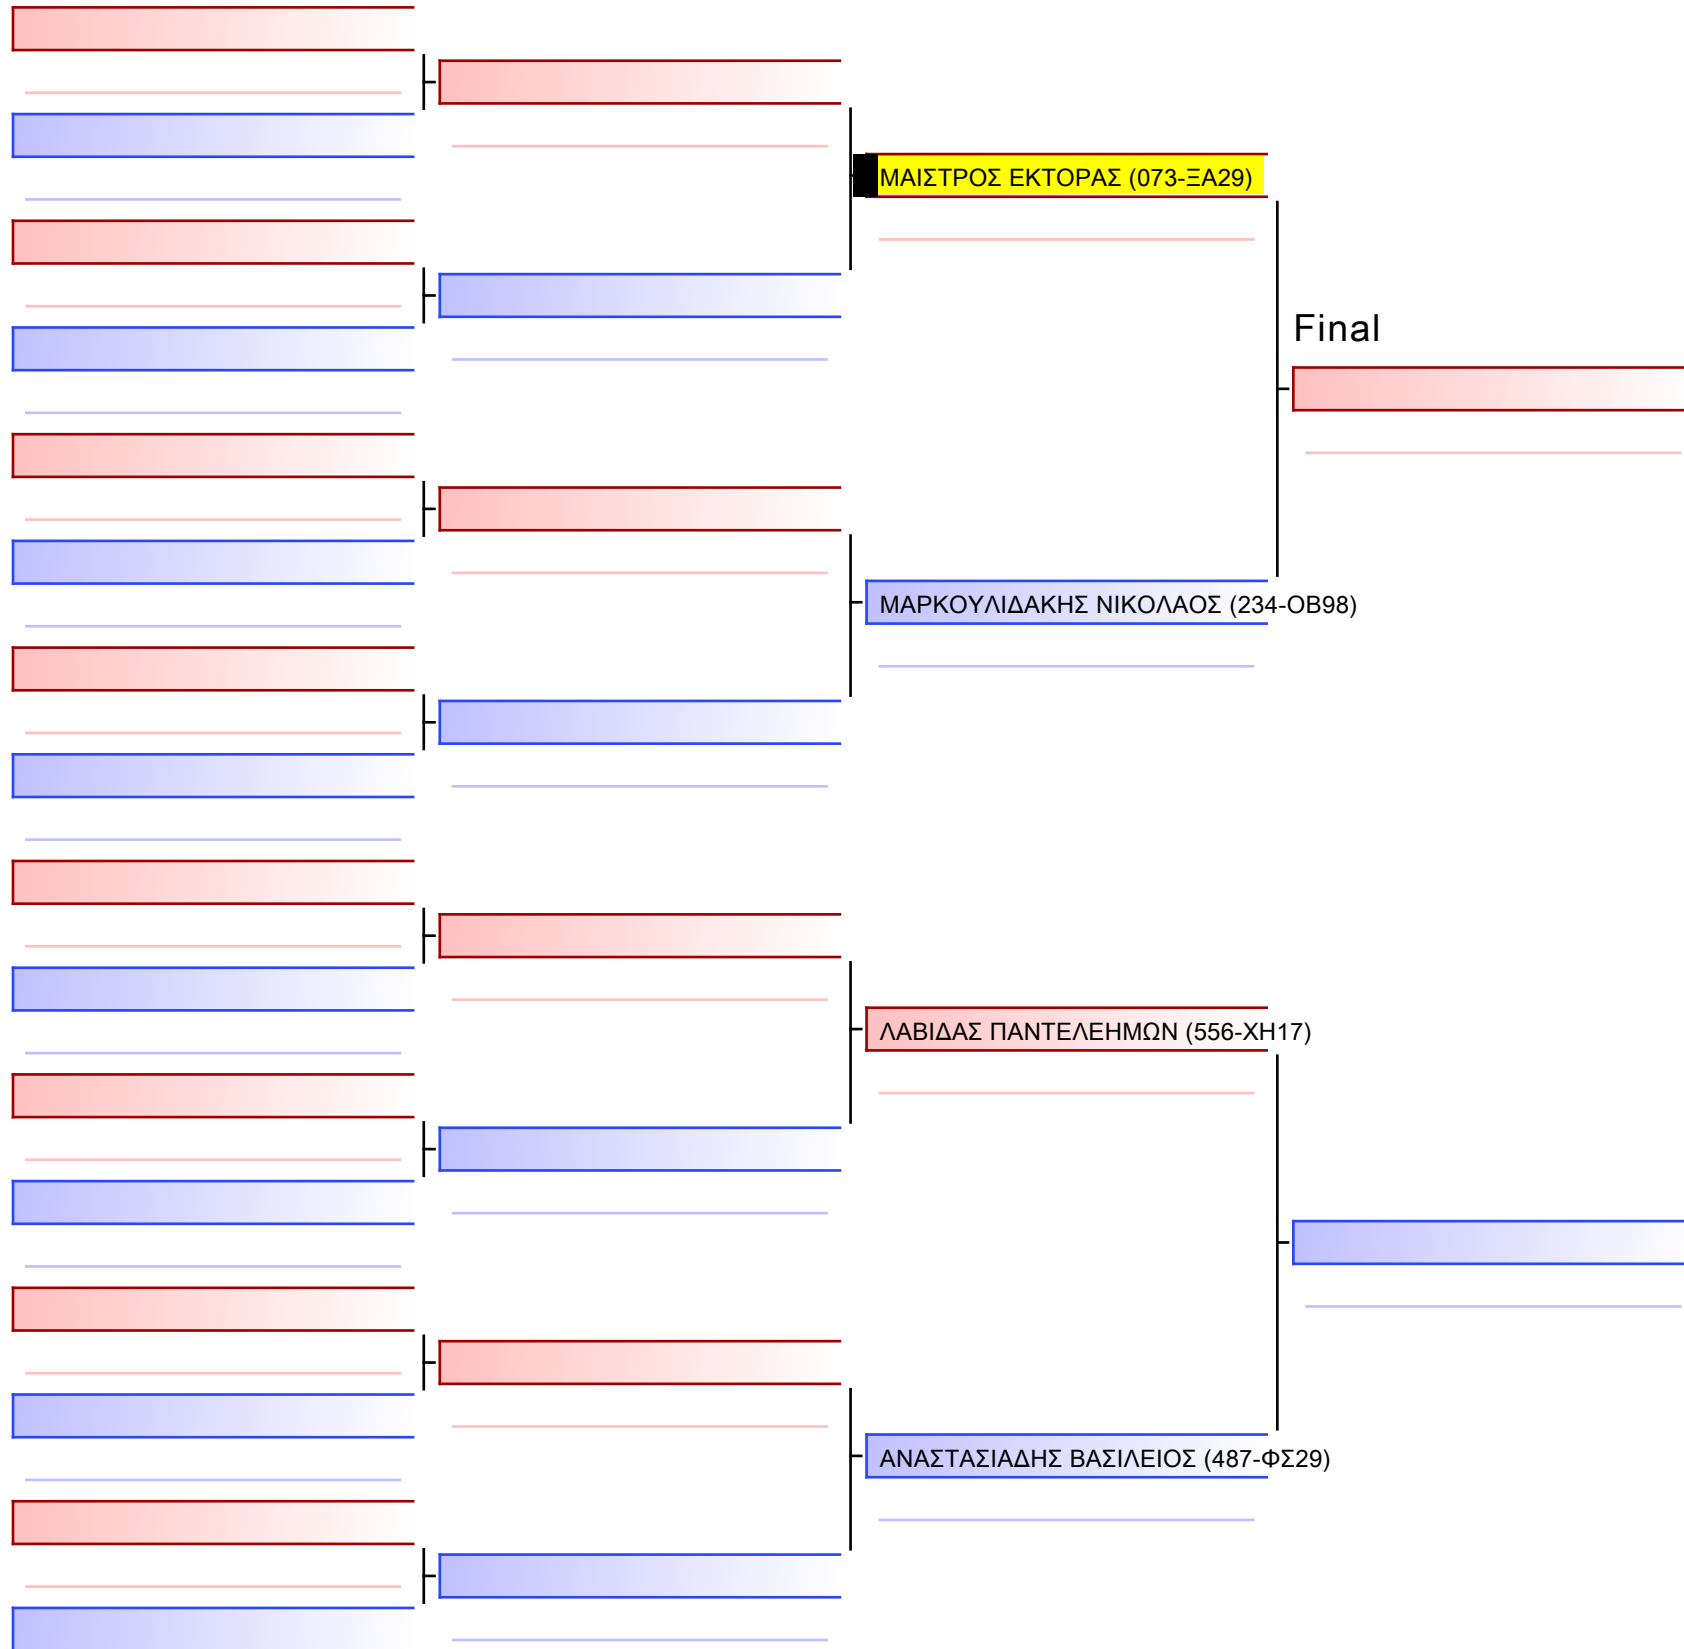 ΜΑΙΣΤΡΟΣ ΕΚΤΟΡΑΣ (073-ΞΑ29)
Final
ΜΑΡΚΟΥΛΙΔΑΚΗΣ ΝΙΚΟΛΑΟΣ (234-ΟΒ98)
ΛΑΒΙΔΑΣ ΠΑΝΤΕΛΕΗΜΩΝ (556-ΧΗ17)
ΑΝΑΣΤΑΣΙΑΔΗΣ ΒΑΣΙΛΕΙΟΣ (487-ΦΣ29)